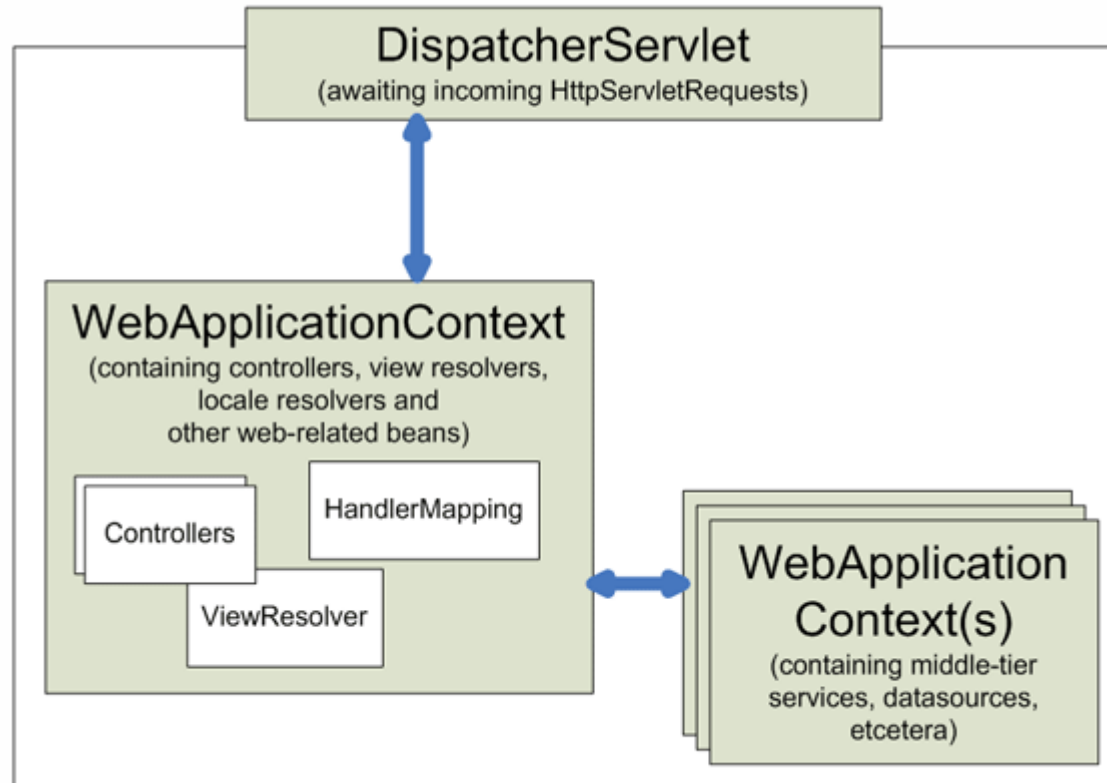 DispatcherServlet
(awaiting incoming HttpServletRequests)
WebApplicationContext
(containing controllers, view resolvers,
locale resolvers and
other web-related beans)
HandlerMapping
Controllers
ViewResolver
WebApplication
Context(s)
(containing middle-tier
services, datasources,
etcetera)